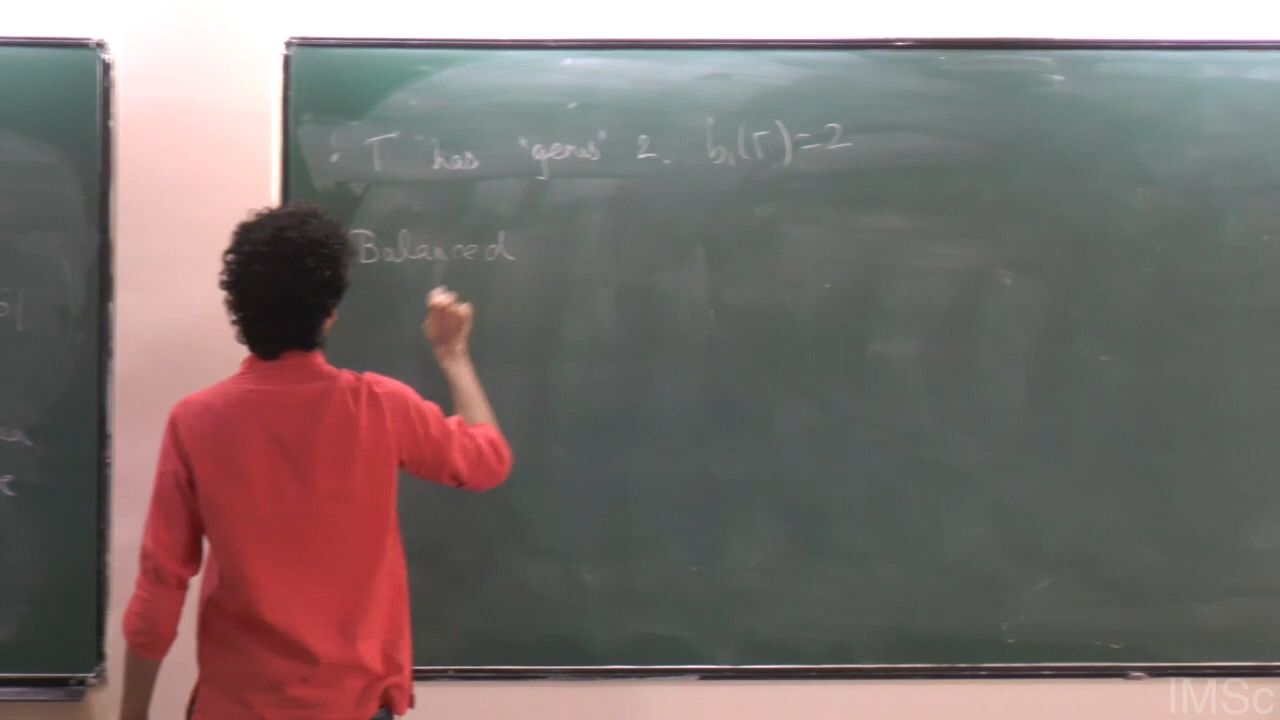 : T has "genus" 2. b₁(Γ)=2
Balanced
IMSc